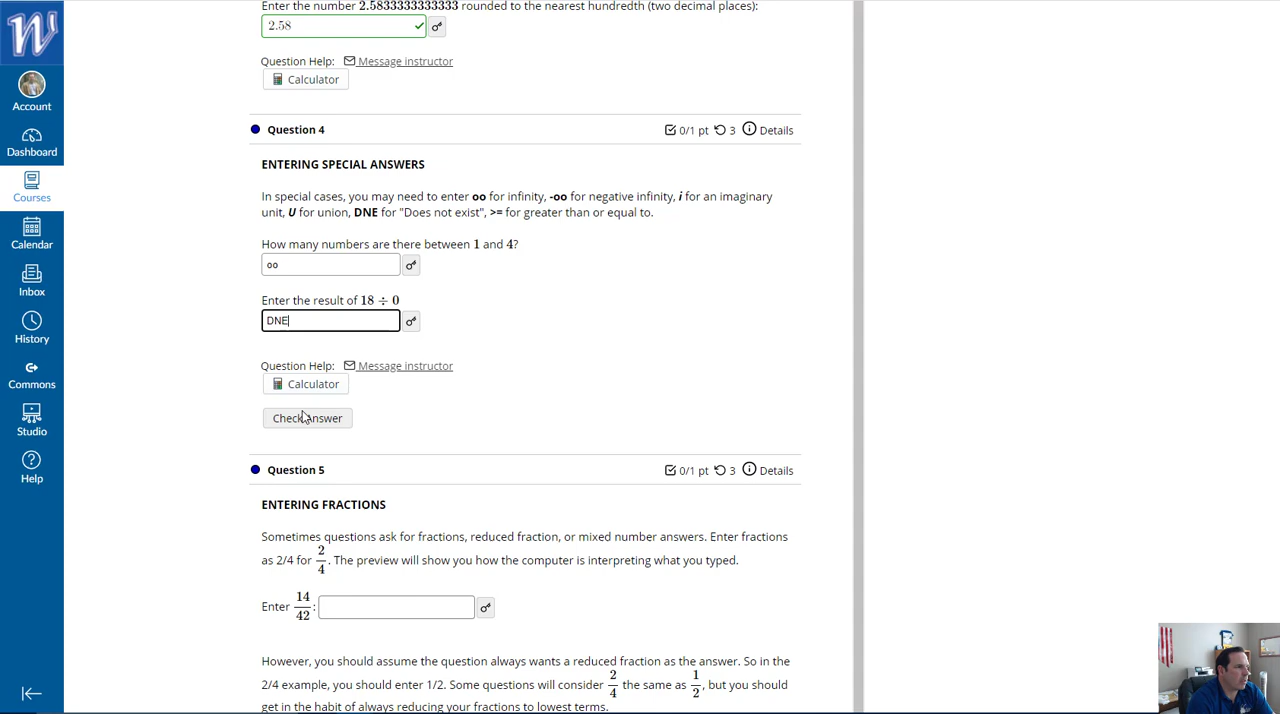 Enter the number 2.5833333333333 rounded to the nearest hundredth (two decimal places):
2.58
Question Help: Message instructor
Calculator
Question 4
0/1 pt 3 Details
ENTERING SPECIAL ANSWERS
In special cases, you may need to enter oo for infinity, -oo for negative infinity, i for an imaginary
unit, U for union, DNE for "Does not exist", >= for greater than or equal to.
How many numbers are there between 1 and 4?
oo
Enter the result of 18 ÷ 0
DNE
Question Help: Message instructor
Calculator
Check Answer
Question 5
0/1 pt 3 Details
ENTERING FRACTIONS
Sometimes questions ask for fractions, reduced fraction, or mixed number answers. Enter fractions
as 2/4 for 2/4. The preview will show you how the computer is interpreting what you typed.
Enter 14/42:
However, you should assume the question always wants a reduced fraction as the answer. So in the
2/4 example, you should enter 1/2. Some questions will consider 2/4 the same as 1/2, but you should
get in the habit of always reducing your fractions to lowest terms.
W
Account
Dashboard
Courses
Calendar
Inbox
History
Commons
Studio
Help